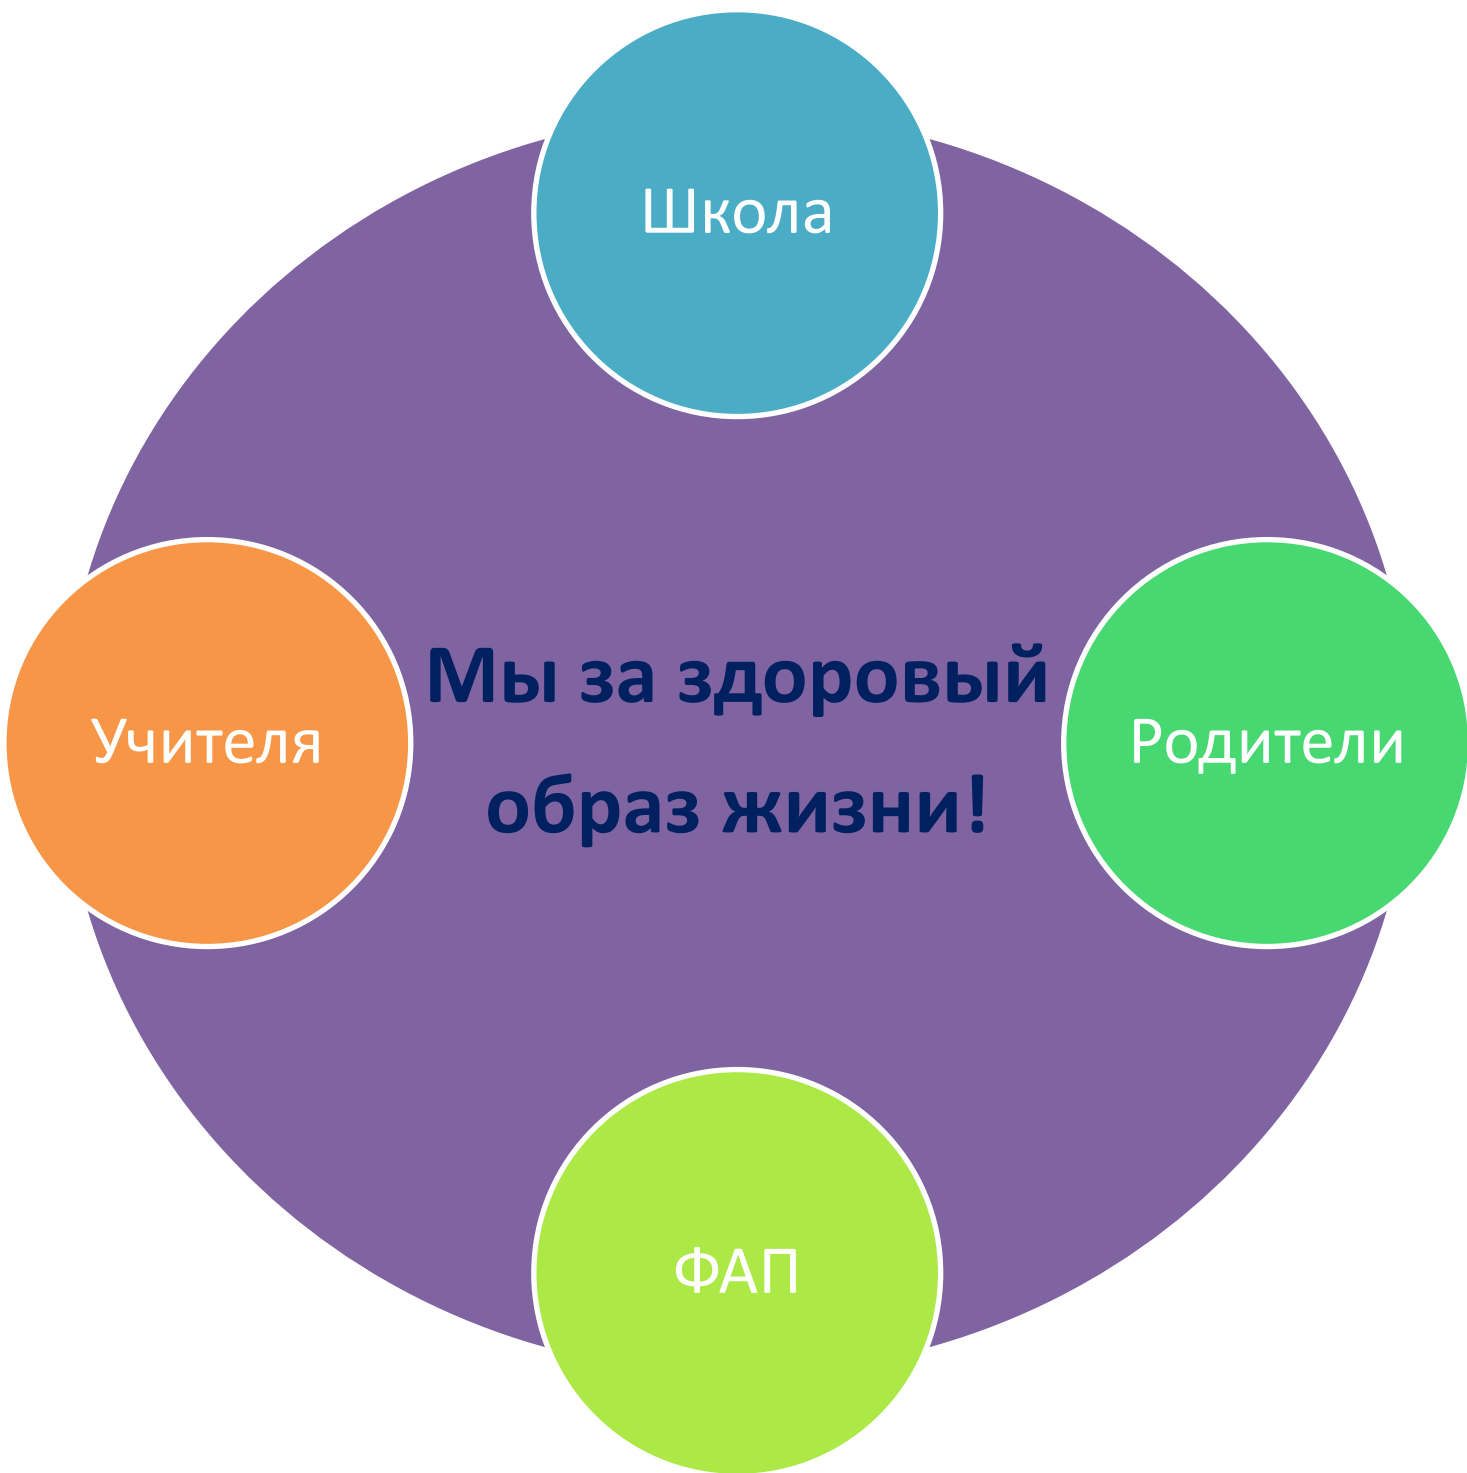 Школа
Учителя
Мы за здоровый
образ жизни!
Родители
ФАП